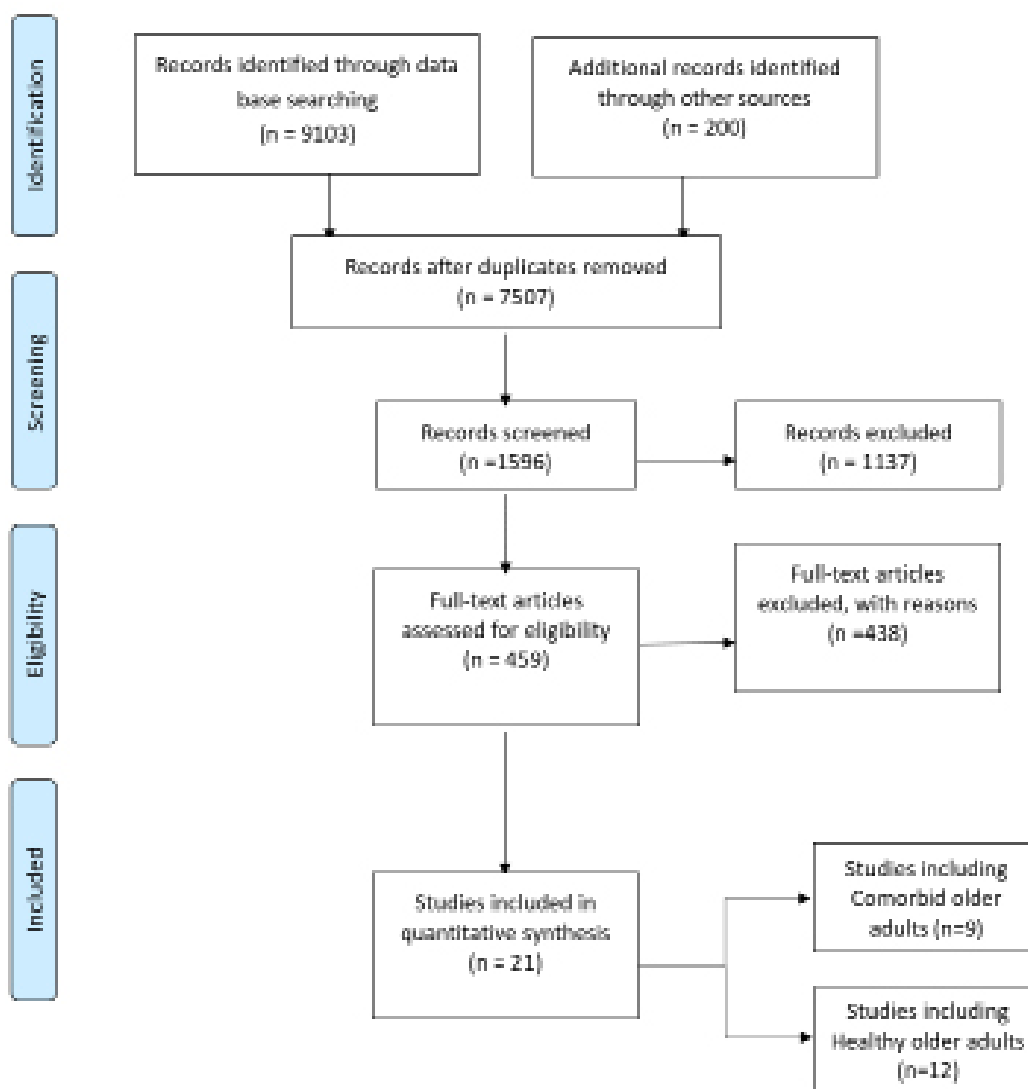 Identification
Records identified through data
base searching
(n = 9103)
Additional records identified
through other sources
(n = 200)
Records after duplicates removed
(n = 7507)
Screening
Records screened
(n =1596)
Records excluded
(n = 1137)
Eligibility
Full-text articles
assessed for eligibility
(n = 459)
Full-text articles
excluded, with reasons
(n =438)
Included
Studies included in
quantitative synthesis
(n = 21)
Studies including
Comorbid older
adults (n=9)
Studies including
Healthy older adults
(n=12)